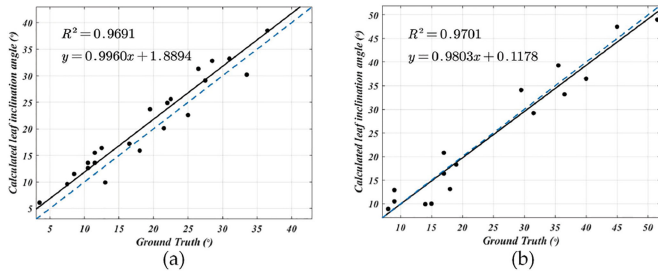 R² = 0.9691
y = 0.9960x + 1.8894
Calculated leaf inclination angle (°)
40
35
30
25
20
15
10
5
5 10 15 20 25 30 35 40
Ground Truth (°)
(a)
R² = 0.9701
y = 0.9803x + 0.1178
Calculated leaf inclination angle (°)
50
45
40
35
30
25
20
15
10
10 15 20 25 30 35 40 45 50
Ground Truth (°)
(b)